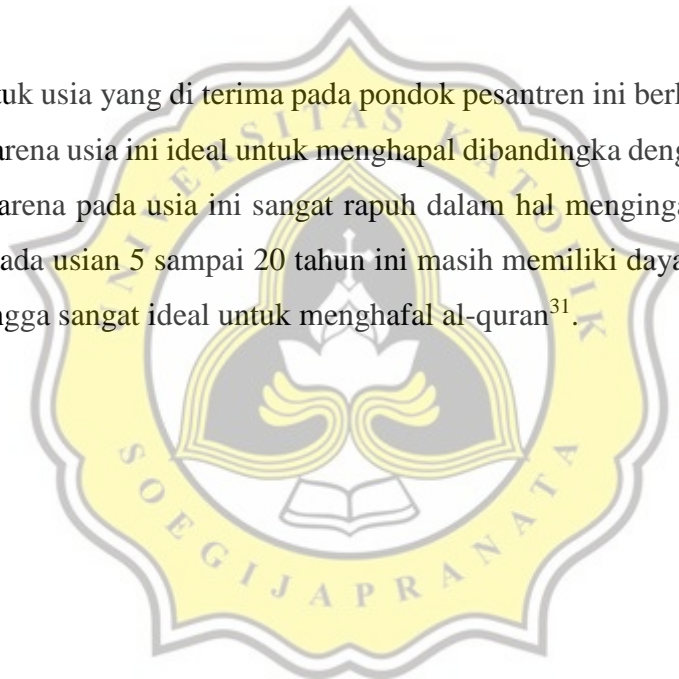 tuk usia yang di terima pada pondok pesantren ini berl
arena usia ini ideal untuk menghapal dibandingka deng
arena pada usia ini sangat rapuh dalam hal menginga
ada usian 5 sampai 20 tahun ini masih memiliki daya
ngga sangat ideal untuk menghafal al-quran31.
UNIVERSITAS KATOLIK
SOEGIJAPRANATA